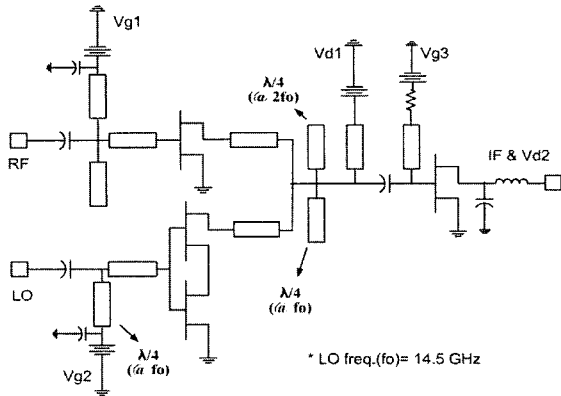 Vg1
Vd1
Vg3
λ/4
(@ 2fo)
RF
IF & Vd2
LO
λ/4
(@ fo)
λ/4
(@ fo)
Vg2
* LO freq.(fo)= 14.5 GHz